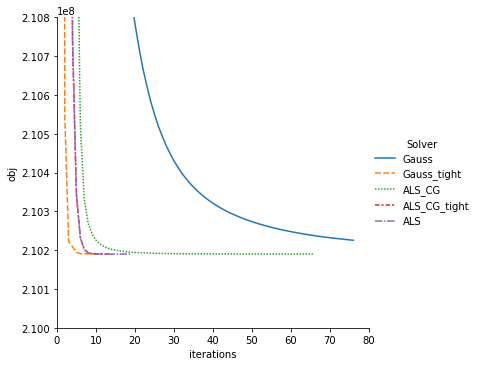 1e8
2.108
2.107
2.106
2.105
2.104
2.103
2.102
2.101
2.100
obj
0 10 20 30 40 50 60 70 80
iterations
Solver
Gauss
Gauss_tight
ALS_CG
ALS_CG_tight
ALS